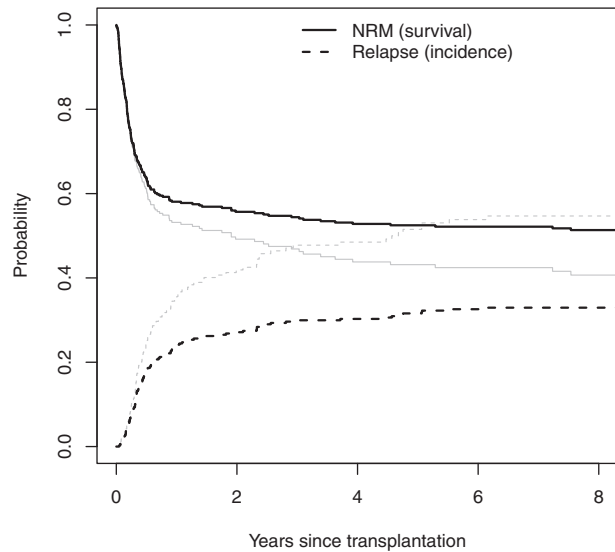 NRM (survival)
Relapse (incidence)
1.0
0.8
0.6
0.4
0.2
0.0
Probability
0 2 4 6 8
Years since transplantation